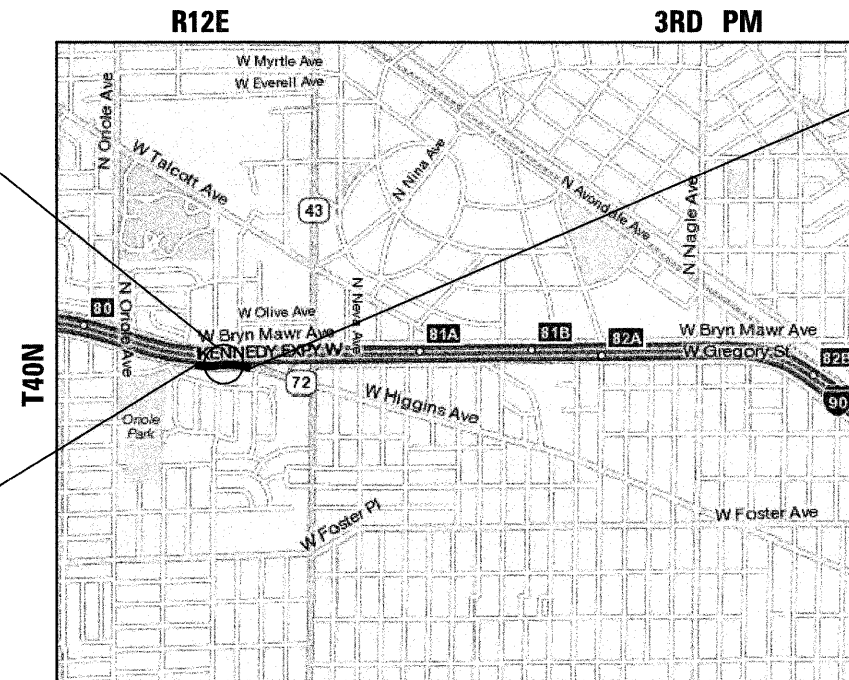 R12E
3RD PM
T40N
W Myrtle Ave
W Everell Ave
N Oriole Ave
W Talcott Ave
N Nina Ave
43
N Avondale Ave
N Nagle Ave
N Oriole Ave
N Neva Ave
80
W Olive Ave
W Bryn Mawr Ave
KENNEDY EXPY W
81A
81B
82A
W Bryn Mawr Ave
W Gregory St
82B
90
72
W Higgins Ave
Oriole
Park
W Foster Pl
W Foster Ave